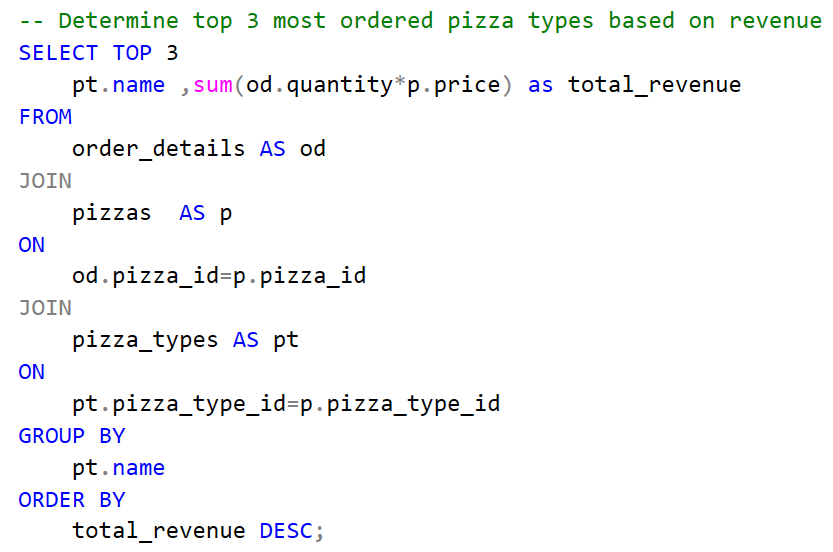 -- Determine top 3 most ordered pizza types based on revenue
SELECT TOP 3
    pt.name ,sum(od.quantity*p.price) as total_revenue
FROM
    order_details AS od
JOIN
    pizzas  AS p
ON
    od.pizza_id=p.pizza_id
JOIN
    pizza_types AS pt
ON
    pt.pizza_type_id=p.pizza_type_id
GROUP BY
    pt.name
ORDER BY
    total_revenue DESC;